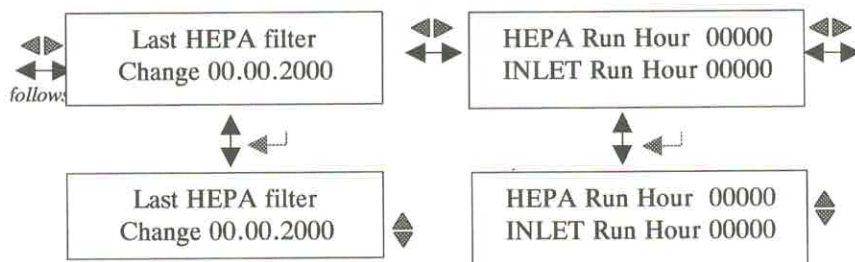 Last HEPA filter
Change 00.00.2000
HEPA Run Hour 00000
INLET Run Hour 00000
follows
Last HEPA filter
Change 00.00.2000
HEPA Run Hour 00000
INLET Run Hour 00000